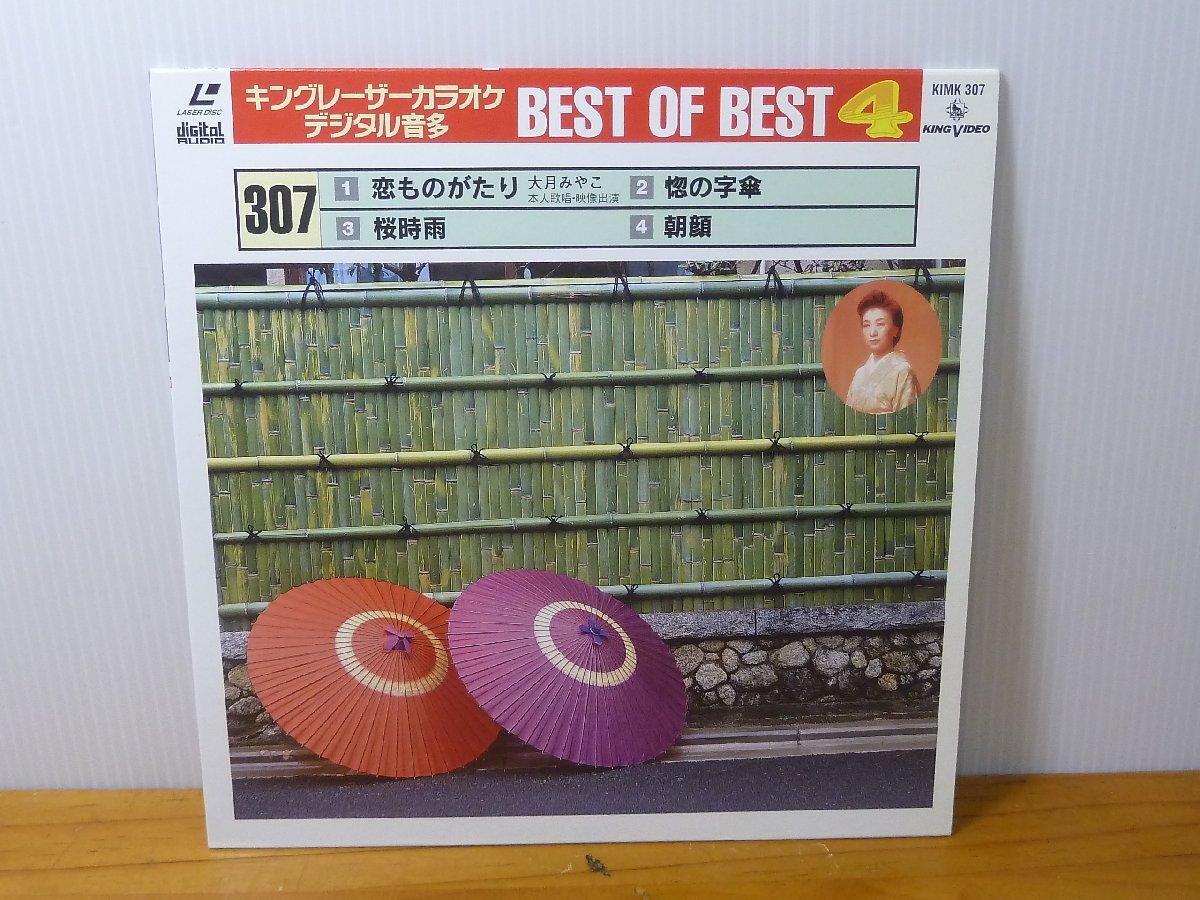 LASER DISC
digital AUDIO
キングレーザーカラオケ
デジタル音多
BEST OF BEST 4
KIMK 307
KING VIDEO
307
1 恋ものがたり 大月みやこ
本人歌唱・映像出演
2 惚の字傘
3 桜時雨
4 朝顔